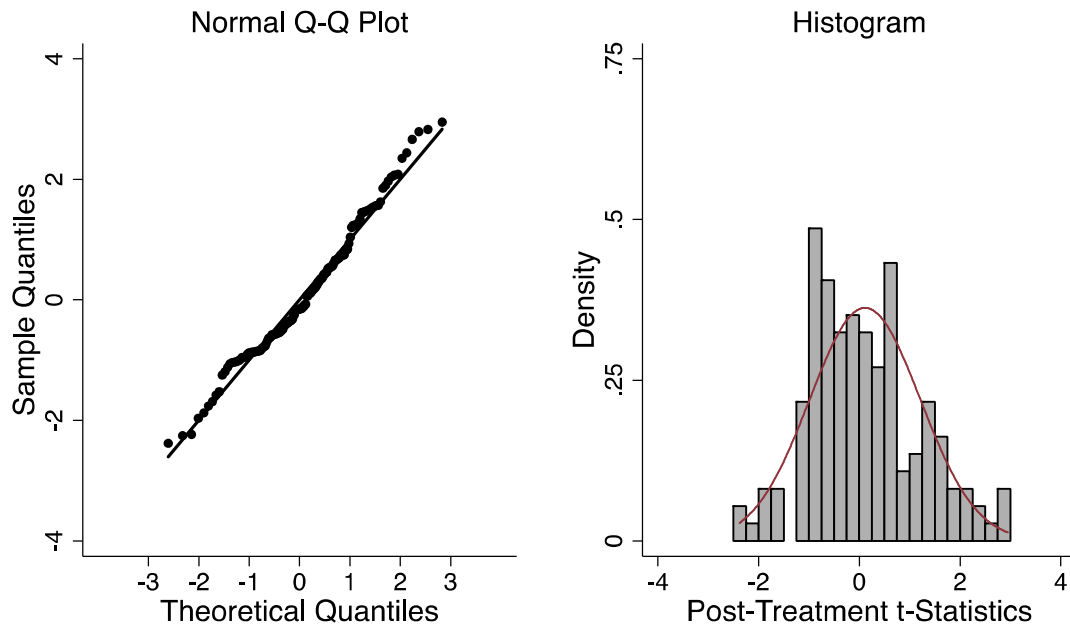 Normal Q-Q Plot
4
2
0
-2
-4
Sample Quantiles
-3 -2 -1 0 1 2 3
Theoretical Quantiles
Histogram
.75
.5
.25
0
Density
-4 -2 0 2 4
Post-Treatment t-Statistics